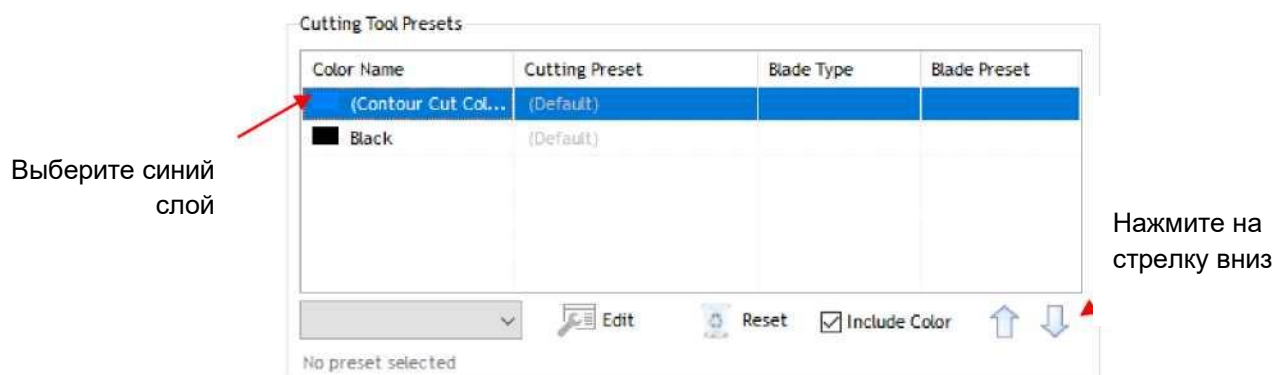 Cutting Tool Presets
Color Name Cutting Preset Blade Type Blade Preset
(Contour Cut Col... (Default)
Black (Default)
Выберите синий
слой
Нажмите на
стрелку вниз
Edit Reset Include Color
No preset selected